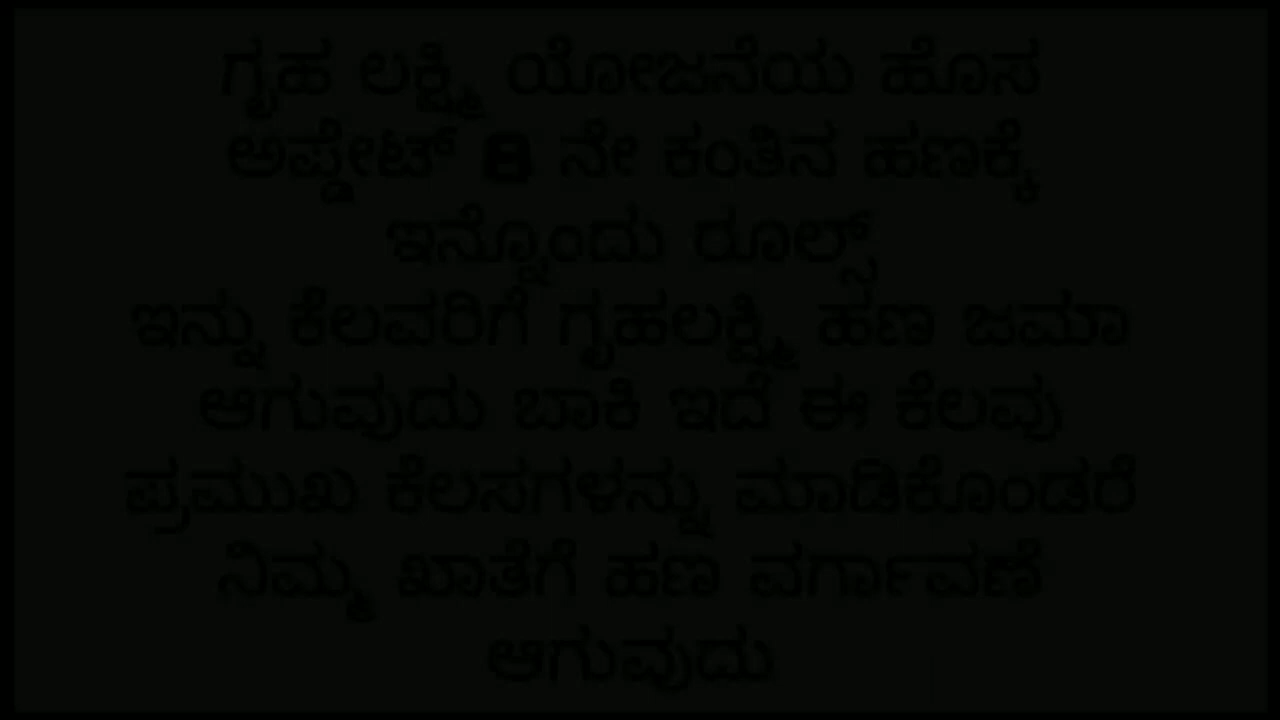 ಗೃಹ ಲಕ್ಷ್ಮಿ ಯೋಜನೆಯ ಹೊಸ
ಅಪ್ಡೇಟ್ 8 ನೇ ಕಂತಿನ ಹಣಕ್ಕೆ
ಇನ್ನೊಂದು ರೂಲ್ಸ್
ಇನ್ನು ಕೆಲವರಿಗೆ ಗೃಹಲಕ್ಷ್ಮಿ ಹಣ ಜಮಾ
ಆಗುವುದು ಬಾಕಿ ಇದೆ ಈ ಕೆಲವು
ಪ್ರಮುಖ ಕೆಲಸಗಳನ್ನು ಮಾಡಿಕೊಂಡರೆ
ನಿಮ್ಮ ಖಾತೆಗೆ ಹಣ ವರ್ಗಾವಣೆ
ಆಗುವುದು